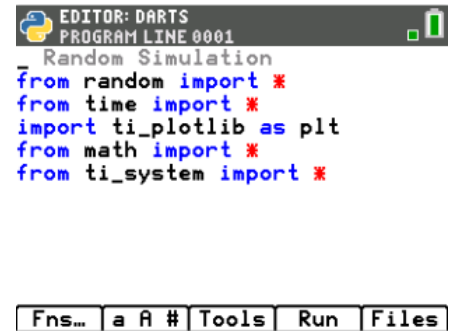 EDITOR: DARTS
PROGRAM LINE 0001
_ Random Simulation
from random import *
from time import *
import ti_plotlib as plt
from math import *
from ti_system import *
Fns… a A # Tools Run Files